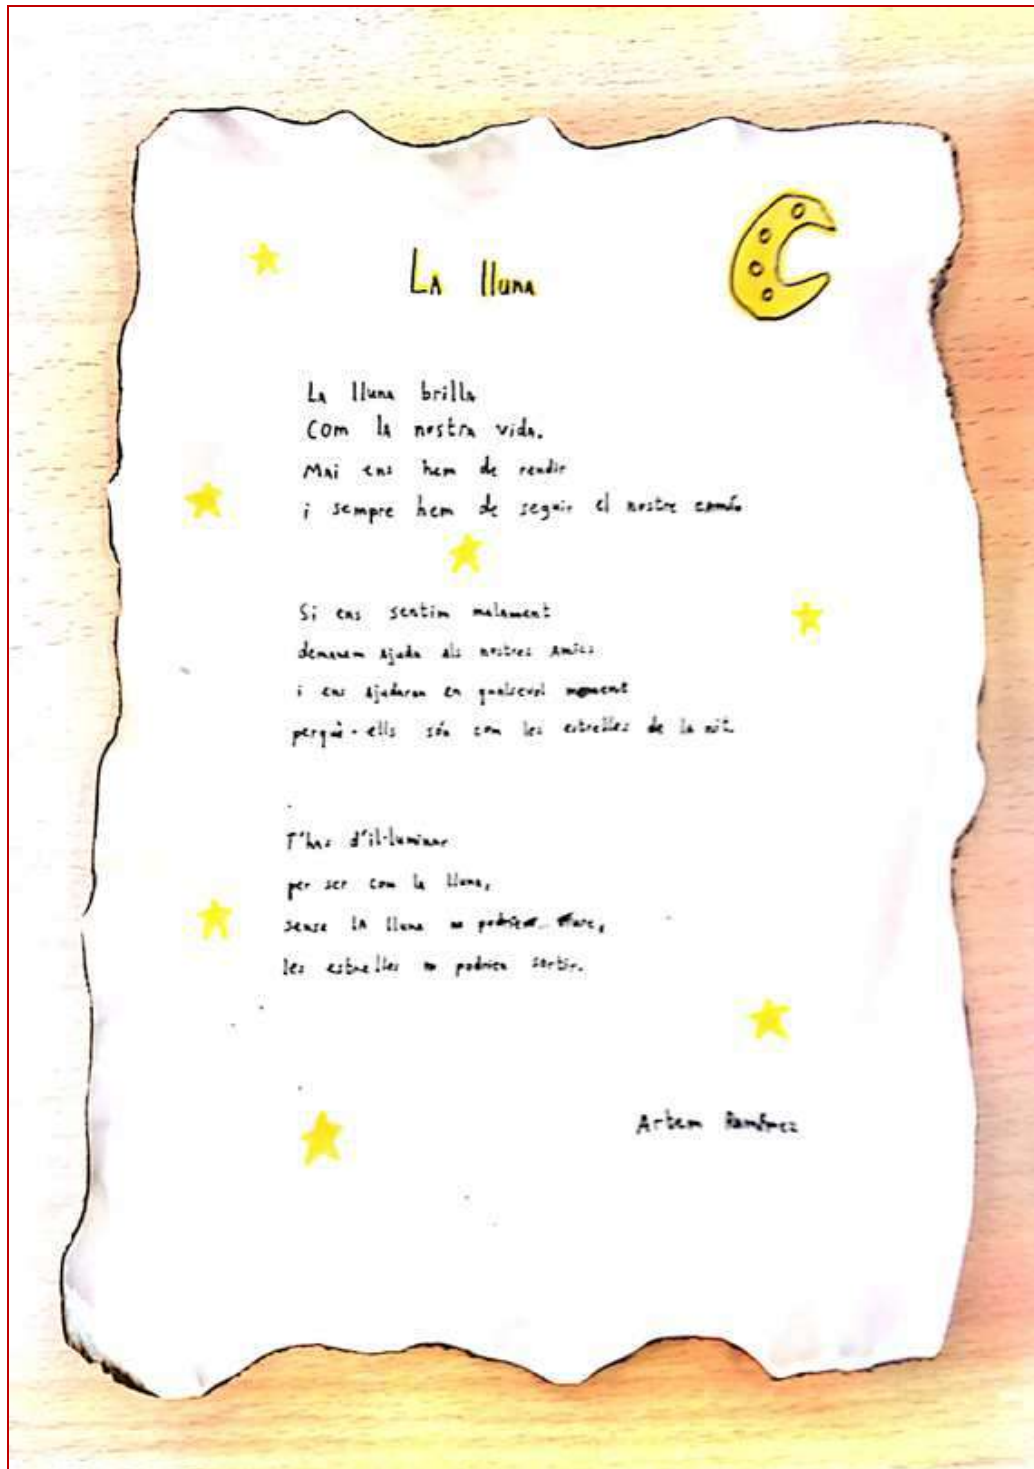 La lluna
La lluna brilla
Com la nostra vida.
Mai ens hem de rendir
i sempre hem de seguir el nostre camí.
Si ens sentim malament
demanem ajuda als nostres amics
i ens ajudaran en qualsevol moment
perquè ells són com les estrelles de la nit.
T'has d'il·luminar
per ser com la lluna,
sense la lluna no
les estrelles no podrien sortir.
Artem Ramírez